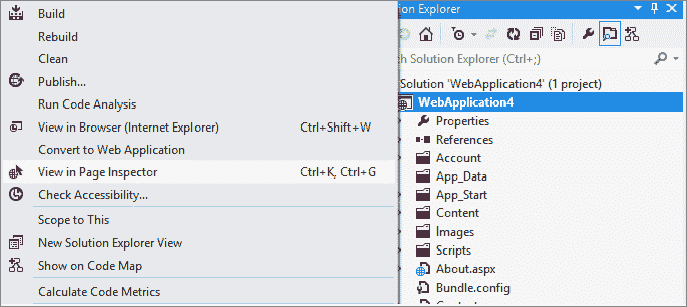 Build
Rebuild
Clean
Publish...
Run Code Analysis
View in Browser (Internet Explorer) Ctrl+Shift+W
Convert to Web Application
View in Page Inspector Ctrl+K, Ctrl+G
Check Accessibility...
Scope to This
New Solution Explorer View
Show on Code Map
Calculate Code Metrics
Explorer
Solution Explorer (Ctrl+;)
Solution 'WebApplication4' (1 project)
WebApplication4
Properties
References
Account
App_Data
App_Start
Content
Images
Scripts
About.aspx
Bundle.config